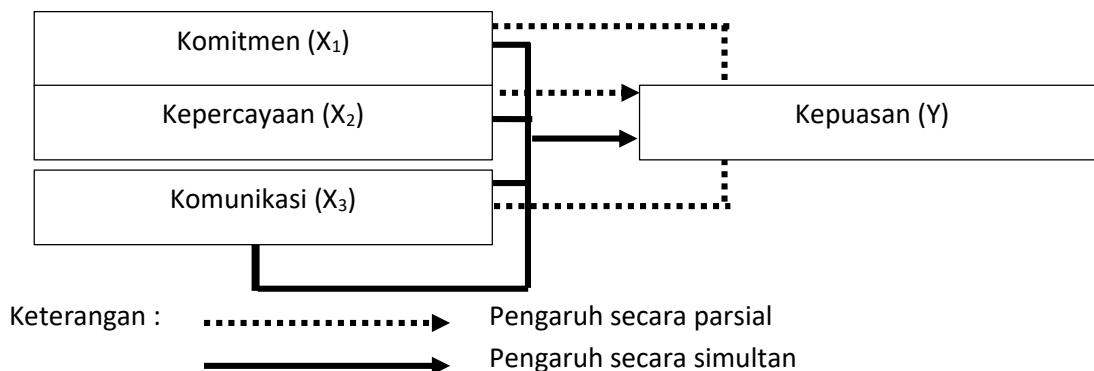 Komitmen (X₁)
Kepercayaan (X₂)
Kepuasan (Y)
Komunikasi (X₃)
Keterangan :
Pengaruh secara parsial
Pengaruh secara simultan